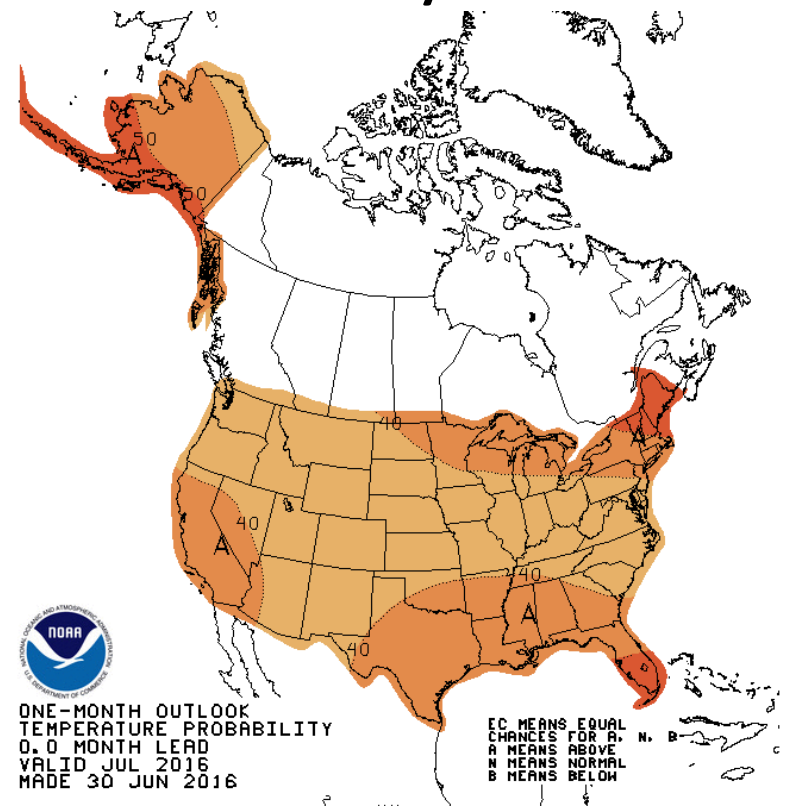 50
A
50
40
A
40
A
40
A
40
NATIONAL OCEANIC AND ATMOSPHERIC ADMINISTRATION
NOAA
U.S. DEPARTMENT OF COMMERCE
ONE-MONTH OUTLOOK
TEMPERATURE PROBABILITY
0.0 MONTH LEAD
VALID JUL 2016
MADE 30 JUN 2016
EC MEANS EQUAL
CHANCES FOR A, N, B
A MEANS ABOVE
N MEANS NORMAL
B MEANS BELOW